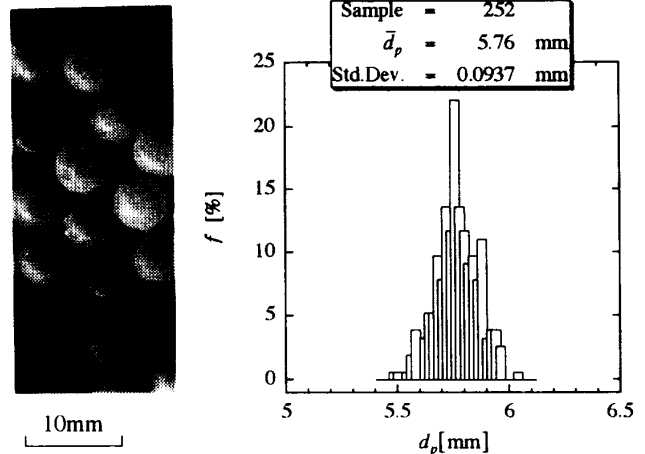 Sample = 252
d̄p = 5.76 mm
Std.Dev. = 0.0937 mm
25
20
15
10
5
0
f [%]
5
5.5
6
6.5
dp[mm]
10mm